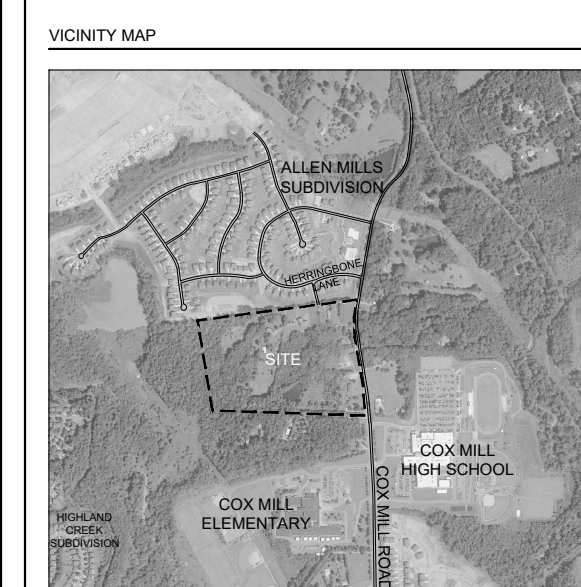 VICINITY MAP
ALLEN MILLS
SUBDIVISION
HERRINGBONE
LANE
SITE
COX MILL
HIGH SCHOOL
COX MILL
ELEMENTARY
COX MILL ROAD
HIGHLAND
CREEK
SUBDIVISION